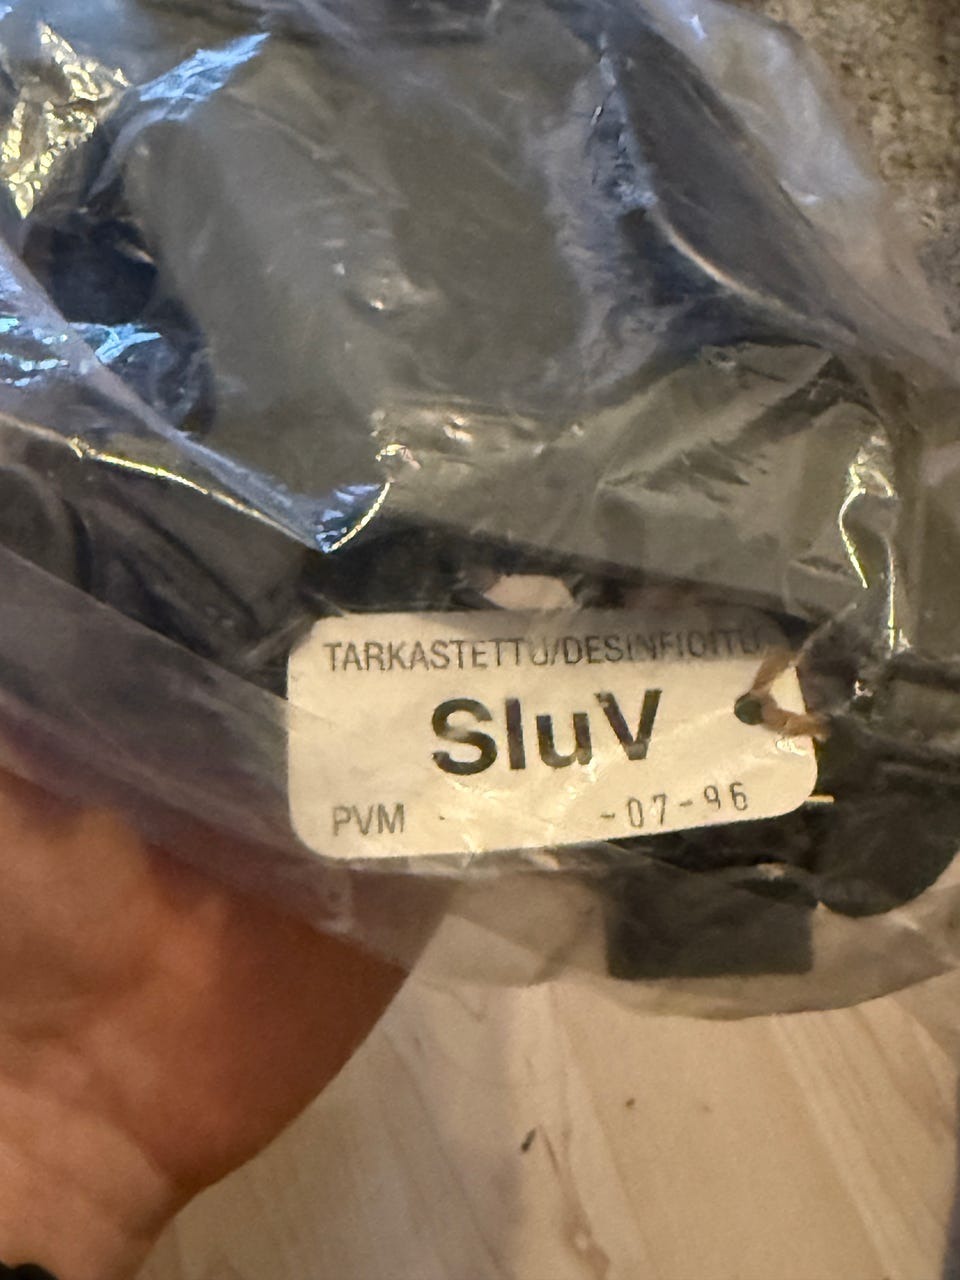 TARKASTETTU/DESINFIOITU
SluV
PVM -07-96